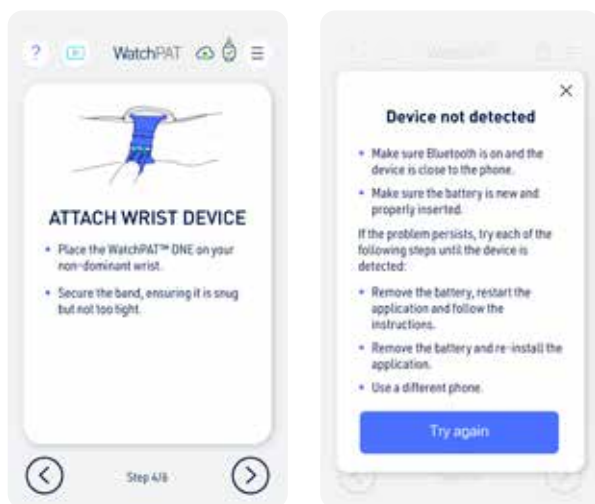 ?
WatchPAT
ATTACH WRIST DEVICE
• Place the WatchPAT™ ONE on your
non-dominant wrist.
• Secure the band, ensuring it is snug
but not too tight.
Step 4/6
Device not detected
• Make sure Bluetooth is on and the
device is close to the phone.
• Make sure the battery is new and
properly inserted.
If the problem persists, try each of the
following steps until the device is
detected:
• Remove the battery, restart the
application and follow the
instructions.
• Remove the battery and re-install the
application.
• Use a different phone.
Try again